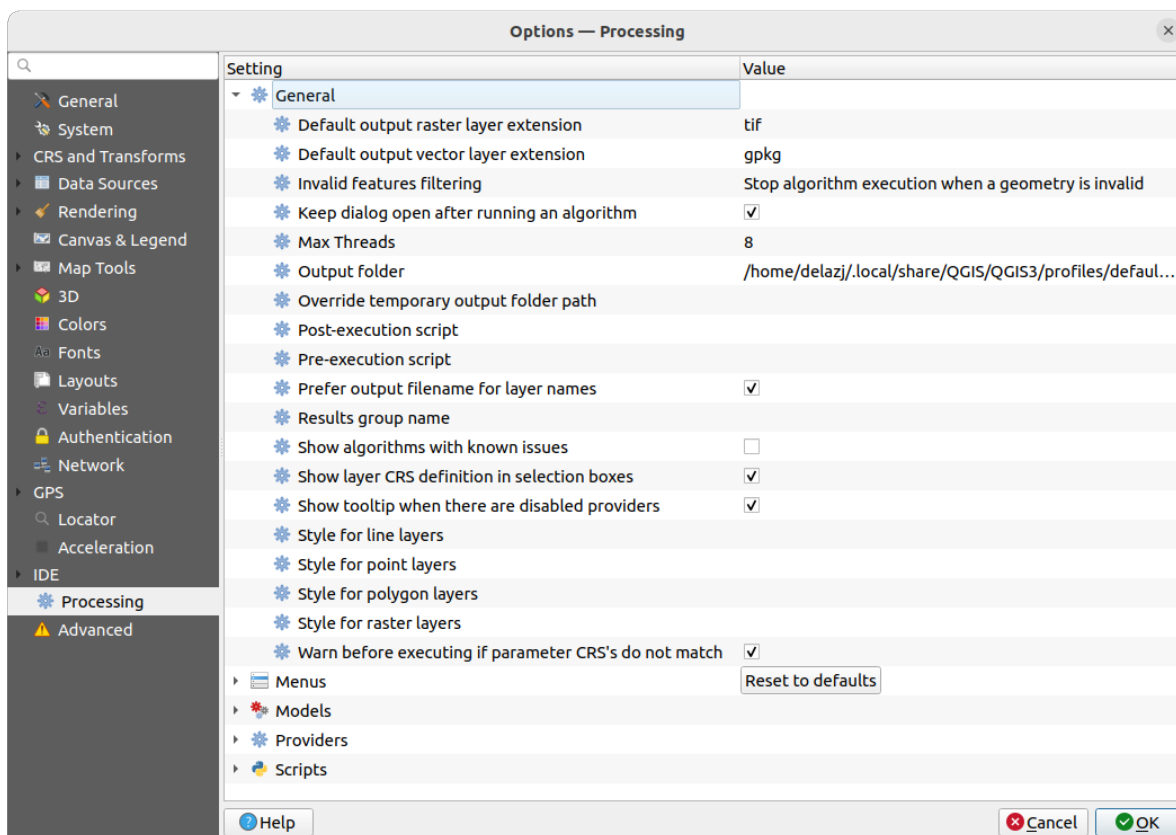 Options — Processing
Setting
Value
General
System
CRS and Transforms
Data Sources
Rendering
Canvas & Legend
Map Tools
3D
Colors
Aa Fonts
Layouts
Variables
Authentication
Network
GPS
Locator
Acceleration
IDE
Processing
Advanced
General
Default output raster layer extension tif
Default output vector layer extension gpkg
Invalid features filtering Stop algorithm execution when a geometry is invalid
Keep dialog open after running an algorithm
Max Threads 8
Output folder /home/delazj/.local/share/QGIS/QGIS3/profiles/defaul...
Override temporary output folder path
Post-execution script
Pre-execution script
Prefer output filename for layer names
Results group name
Show algorithms with known issues
Show layer CRS definition in selection boxes
Show tooltip when there are disabled providers
Style for line layers
Style for point layers
Style for polygon layers
Style for raster layers
Warn before executing if parameter CRS's do not match
Menus Reset to defaults
Models
Providers
Scripts
Help
Cancel
OK